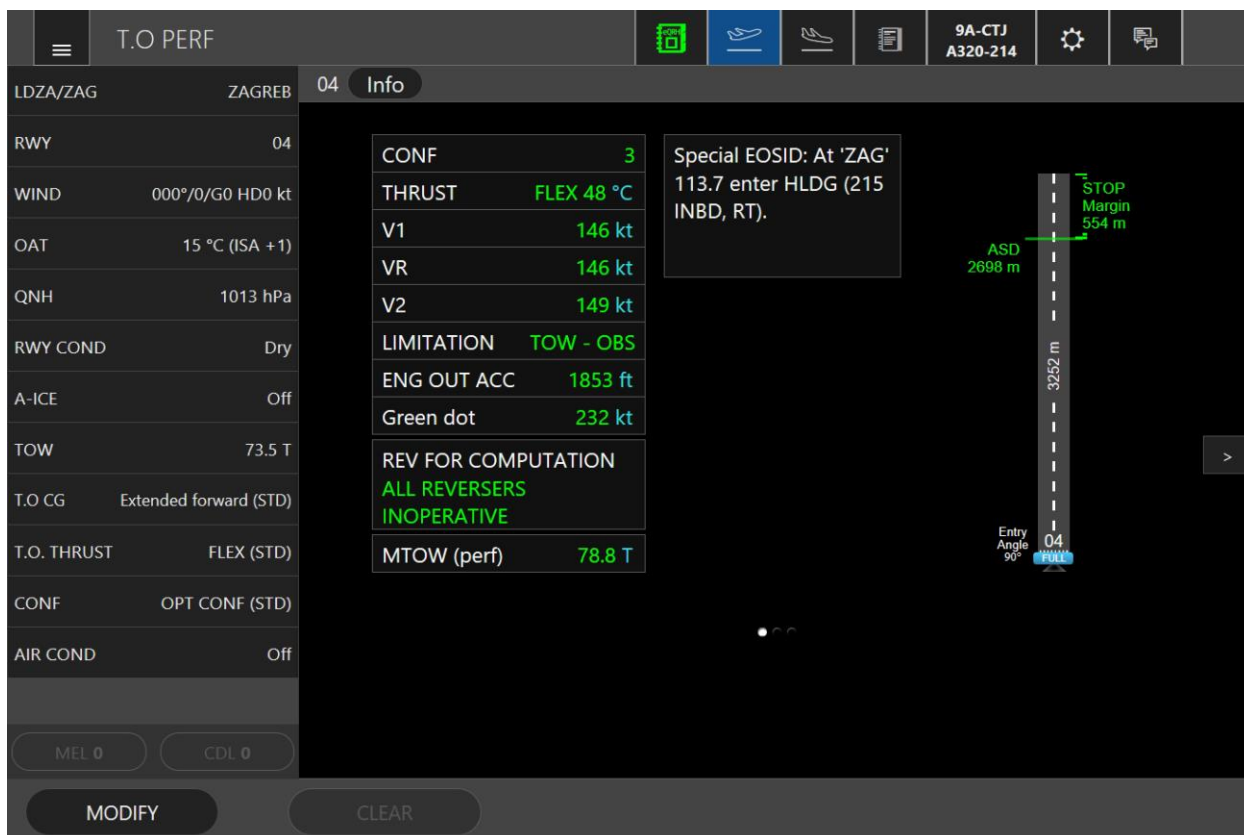 T.O PERF
eQRH
9A-CTJ
A320-214
LDZA/ZAG ZAGREB
RWY 04
WIND 000°/0/G0 HD0 kt
OAT 15 °C (ISA +1)
QNH 1013 hPa
RWY COND Dry
A-ICE Off
TOW 73.5 T
T.O CG Extended forward (STD)
T.O. THRUST FLEX (STD)
CONF OPT CONF (STD)
AIR COND Off
MEL 0 CDL 0
MODIFY CLEAR
04 Info
CONF 3
THRUST FLEX 48 °C
V1 146 kt
VR 146 kt
V2 149 kt
LIMITATION TOW - OBS
ENG OUT ACC 1853 ft
Green dot 232 kt
REV FOR COMPUTATION
ALL REVERSERS
INOPERATIVE
MTOW (perf) 78.8 T
Special EOSID: At 'ZAG'
113.7 enter HLDG (215
INBD, RT).
STOP
Margin
554 m
ASD
2698 m
3252 m
Entry
Angle
90°
04
FULL
>